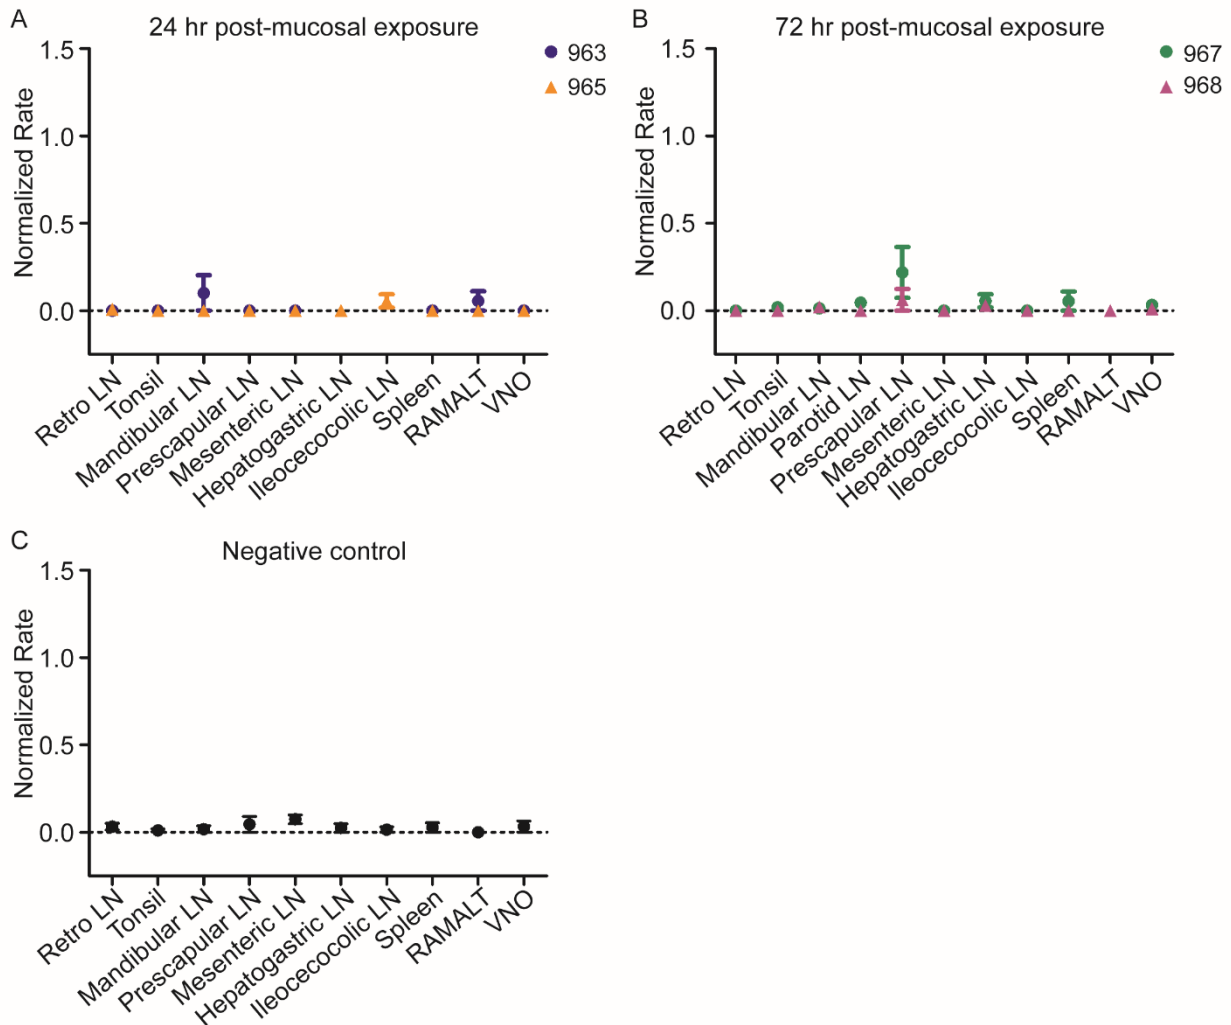 A
24 hr post-mucosal exposure
963
965
Normalized Rate
1.5
1.0
0.5
0.0
Retro LN
Tonsil
Mandibular LN
Prescapular LN
Mesenteric LN
Hepatogastric LN
Ileocecocolic LN
Spleen
RAMALT
VNO
B
72 hr post-mucosal exposure
967
968
Normalized Rate
1.5
1.0
0.5
0.0
Retro LN
Tonsil
Mandibular LN
Parotid LN
Prescapular LN
Mesenteric LN
Hepatogastric LN
Ileocecocolic LN
Spleen
RAMALT
VNO
C
Negative control
Normalized Rate
1.5
1.0
0.5
0.0
Retro LN
Tonsil
Mandibular LN
Prescapular LN
Mesenteric LN
Hepatogastric LN
Ileocecocolic LN
Spleen
RAMALT
VNO